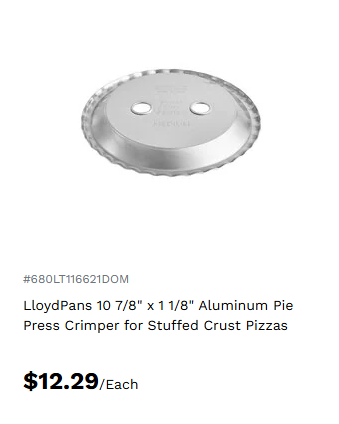 #680LT116621DOM
LloydPans 10 7/8" x 1 1/8" Aluminum Pie
Press Crimper for Stuffed Crust Pizzas
$12.29/Each